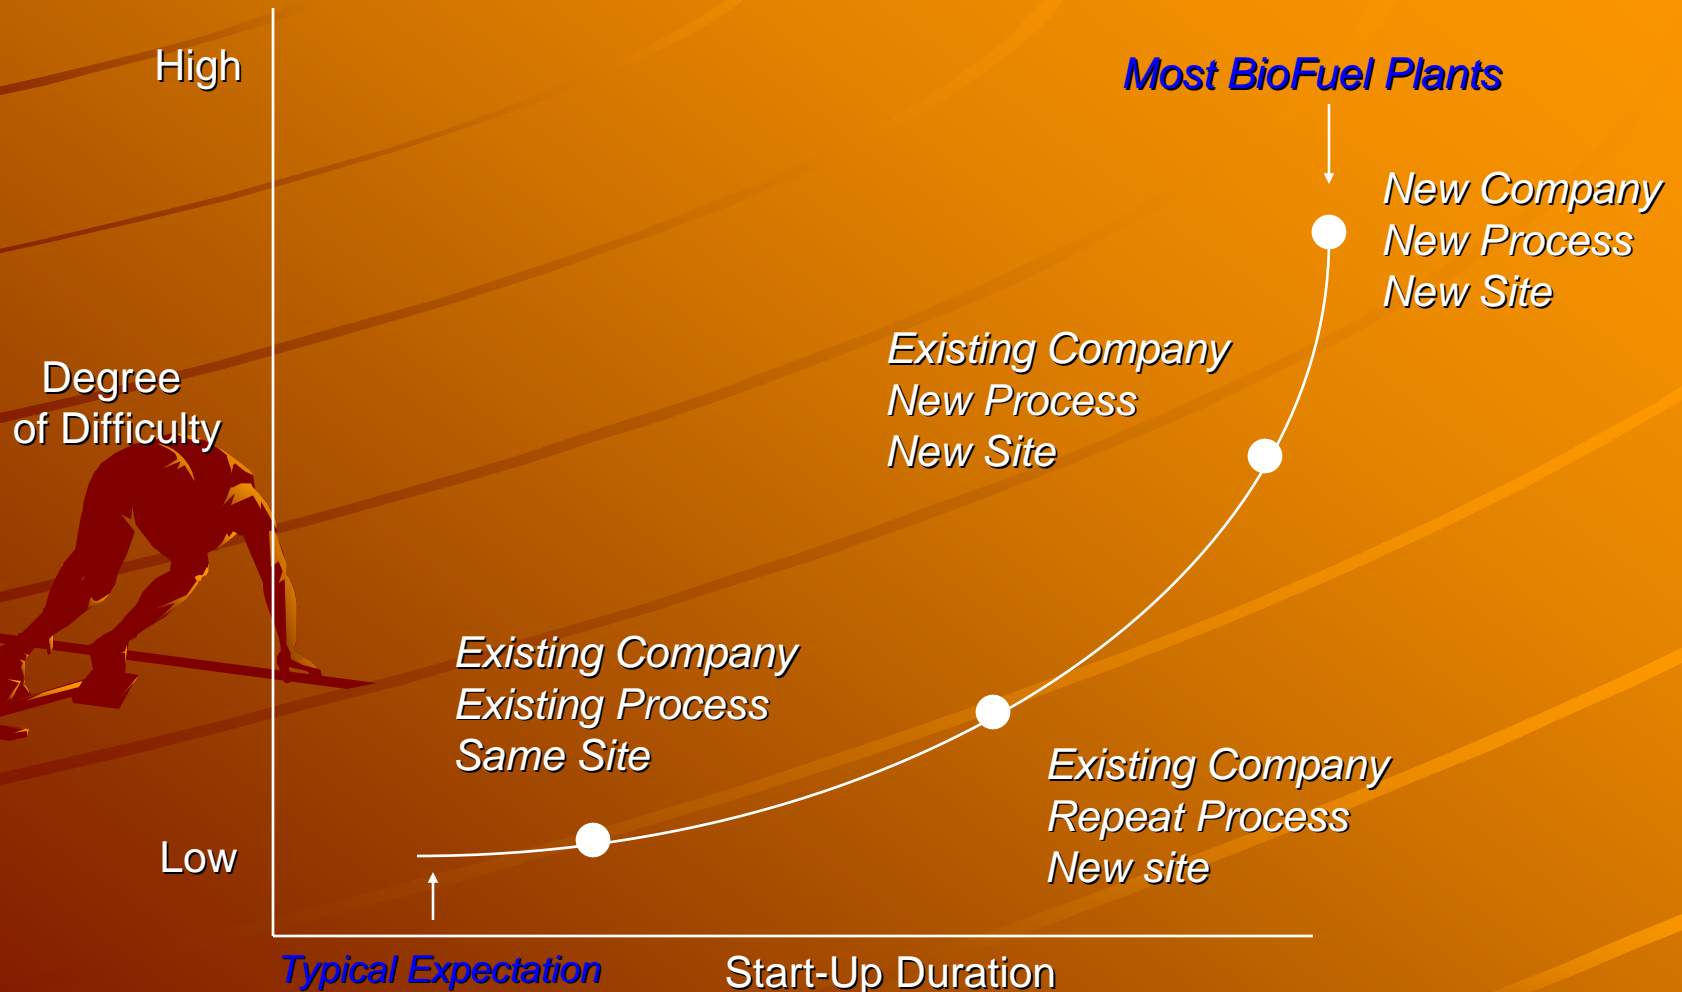 High
Most BioFuel Plants
New Company
New Process
New Site
Existing Company
New Process
New Site
Degree
of Difficulty
Existing Company
Existing Process
Same Site
Existing Company
Repeat Process
New site
Low
Typical Expectation
Start-Up Duration